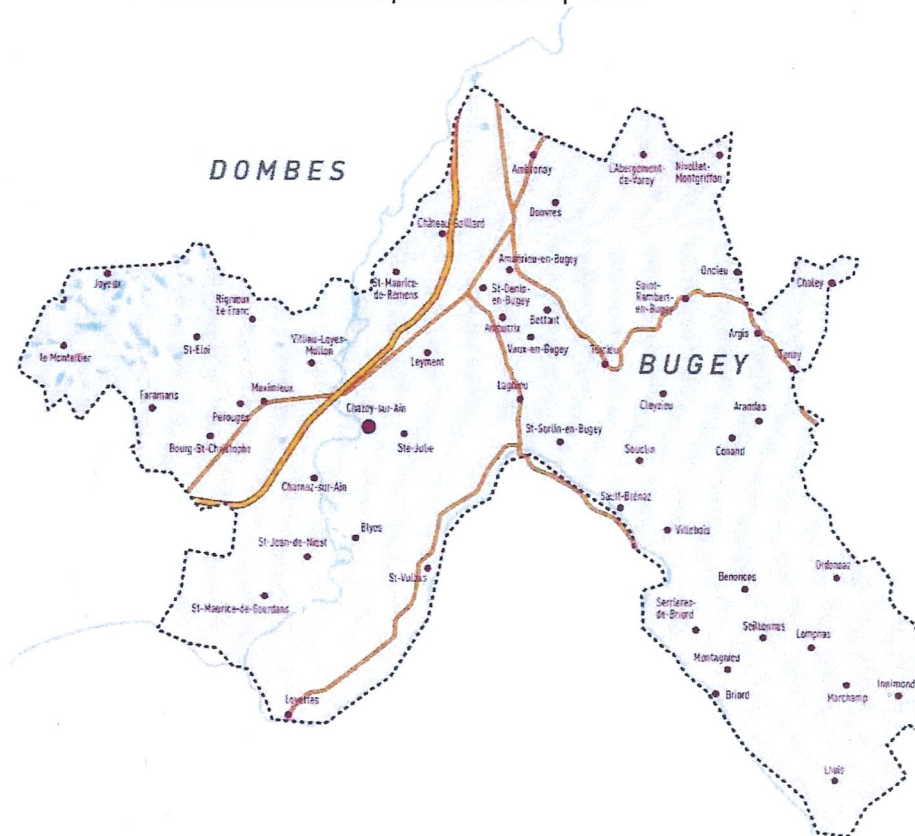 DOMBES
Ambronay
L'Abergement-
de-Varey
Nivollet-
Montgriffon
Douvres
Château-Gaillard
Joyeux
St-Maurice-
de-Rémens
Ambérieu-en-Bugey
Oncieu
Chaley
St-Denis-
en-Bugey
Saint-
Rambert-
en-Bugey
Rignieux
Le Franc
Ambutrix
Bettant
Argis
St-Eloi
Villieu-Loyes-
Mollon
Vaux-en-Bugey
Torcieu
BUGEY
Tenay
le Montellier
Leyment
Meximieux
Lagnieu
Cleyzieu
Arandas
Faramans
Pérouges
Chazey-sur-Ain
Bourg-St-Christophe
Ste-Julie
St-Sorlin-en-Bugey
Souclin
Conand
Charnoz-sur-Ain
Sault-Brénaz
Blyes
Villebois
St-Jean-de-Niost
St-Vulbas
Bénonces
Ordonnaz
St-Maurice-de-Gourdans
Serrières-
de-Briord
Seillonnas
Lompnas
Montagnieu
Loyettes
Briord
Marchamp
Innimond
Lhuis